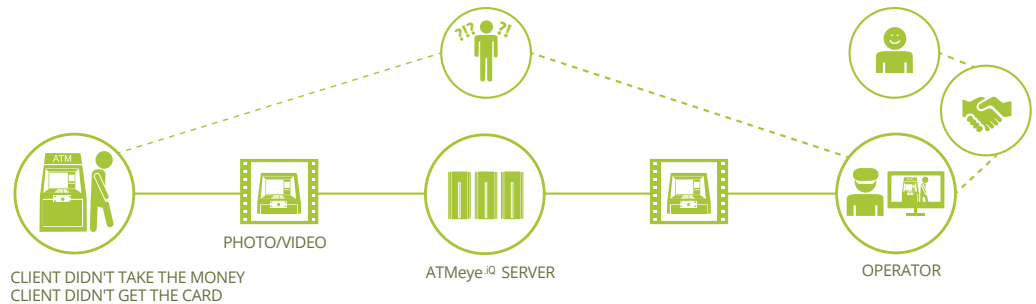 ?!? ?!
ATM
PHOTO/VIDEO
CLIENT DIDN'T TAKE THE MONEY
CLIENT DIDN'T GET THE CARD
ATMeye.iQ SERVER
OPERATOR